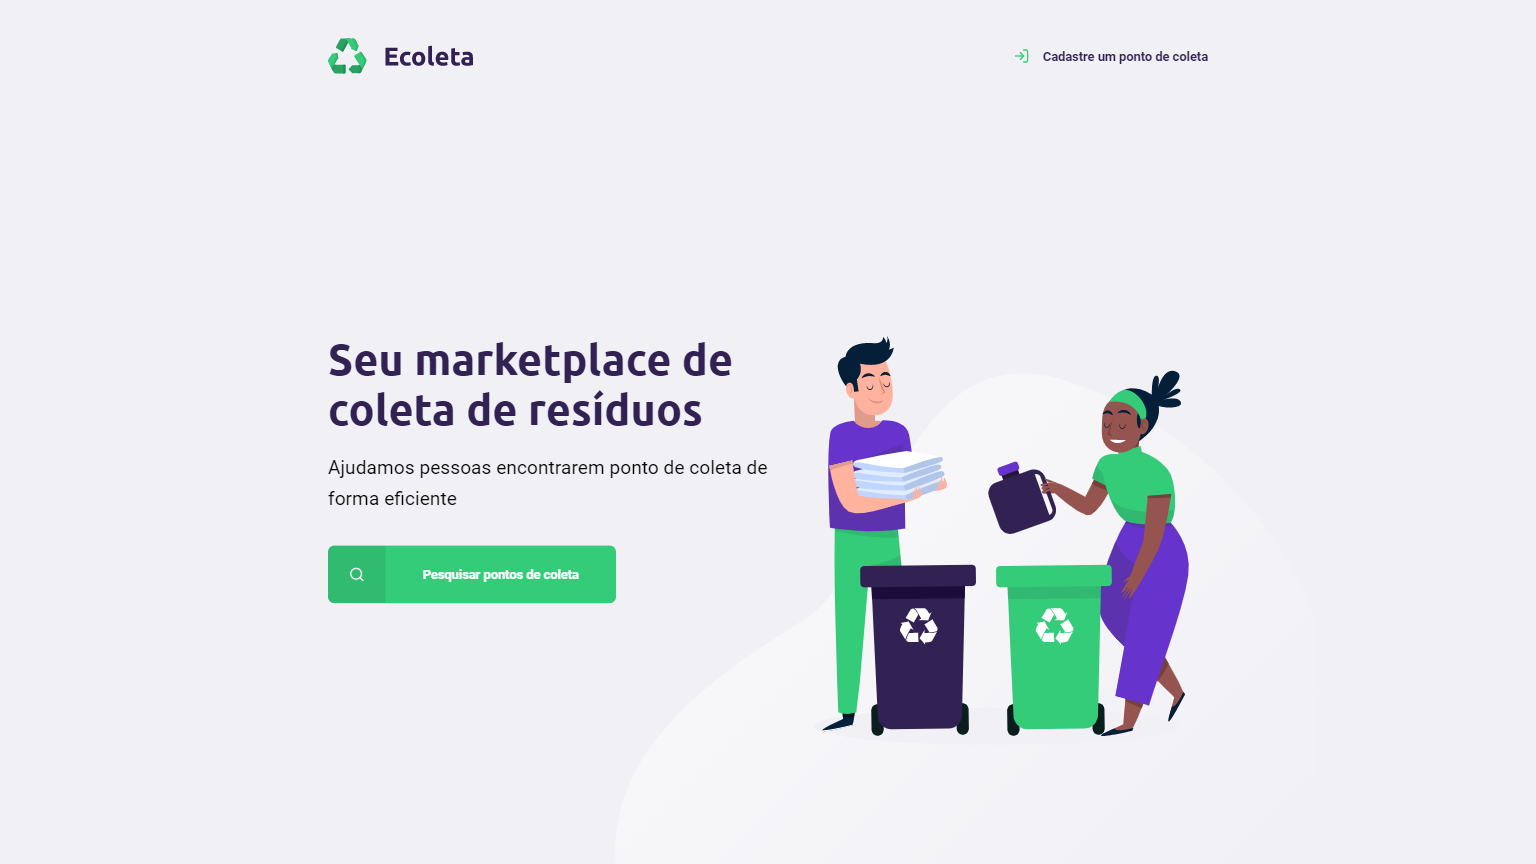 Ecoleta
Cadastre um ponto de coleta
Seu marketplace de
coleta de resíduos
Ajudamos pessoas encontrarem ponto de coleta de
forma eficiente
Pesquisar pontos de coleta